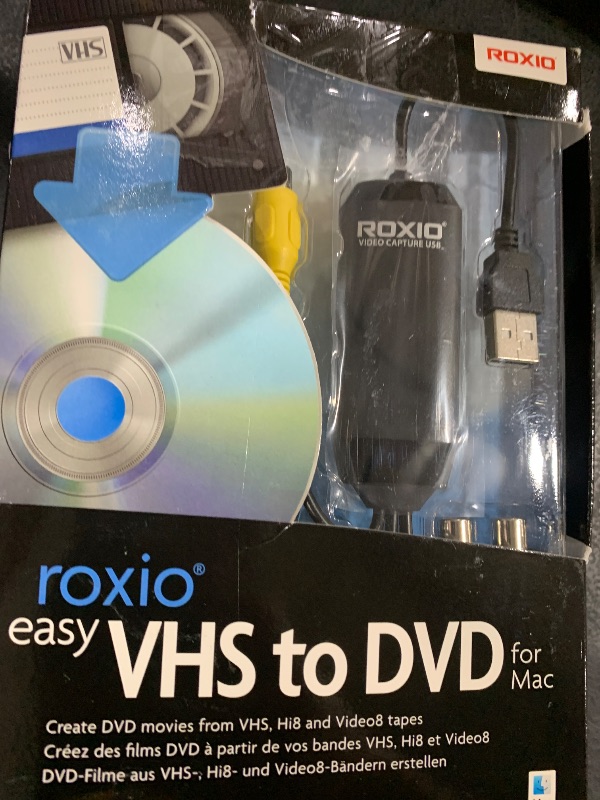 VHS
ROXIO
ROXIO®
VIDEO CAPTURE USB™
roxio®
easy VHS to DVD for Mac
Create DVD movies from VHS, Hi8 and Video8 tapes
Créez des films DVD à partir de vos bandes VHS, Hi8 et Video8
DVD-Filme aus VHS-, Hi8- und Video8-Bändern erstellen